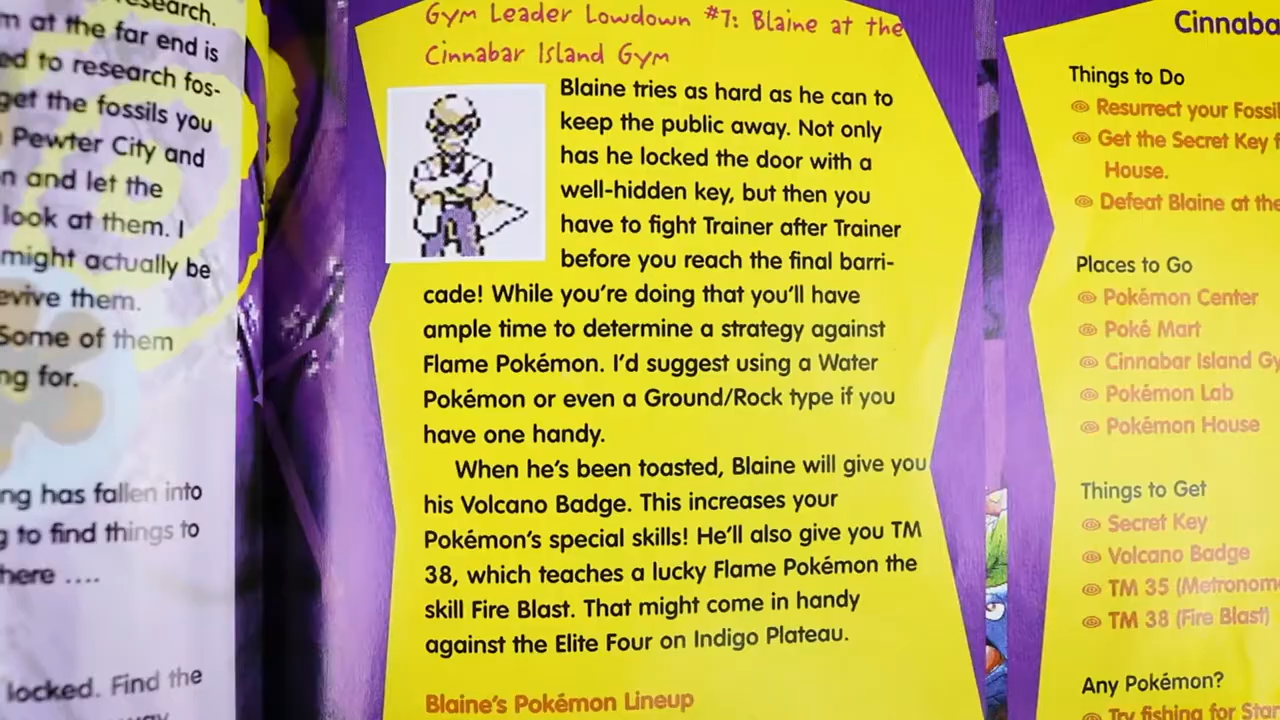 search.
m at the far end is
ed to research fos-
get the fossils you
Pewter City and
n and let the
look at them. I
might actually be
evive them.
Some of them
ng for.
ng has fallen into
g to find things to
here ....
locked. Find the
Gym Leader Lowdown #7: Blaine at the
Cinnabar Island Gym
Blaine tries as hard as he can to
keep the public away. Not only
has he locked the door with a
well-hidden key, but then you
have to fight Trainer after Trainer
before you reach the final barri-
cade! While you're doing that you'll have
ample time to determine a strategy against
Flame Pokémon. I'd suggest using a Water
Pokémon or even a Ground/Rock type if you
have one handy.
When he's been toasted, Blaine will give you
his Volcano Badge. This increases your
Pokémon's special skills! He'll also give you TM
38, which teaches a lucky Flame Pokémon the
skill Fire Blast. That might come in handy
against the Elite Four on Indigo Plateau.
Blaine's Pokémon Lineup
Cinnaba
Things to Do
Resurrect your Fossil
Get the Secret Key f
House.
Defeat Blaine at the
Places to Go
Pokémon Center
Poké Mart
Cinnabar Island Gy
Pokémon Lab
Pokémon House
Things to Get
Secret Key
Volcano Badge
TM 35 (Metronom
TM 38 (Fire Blast)
Any Pokémon?
Try fishing for Star